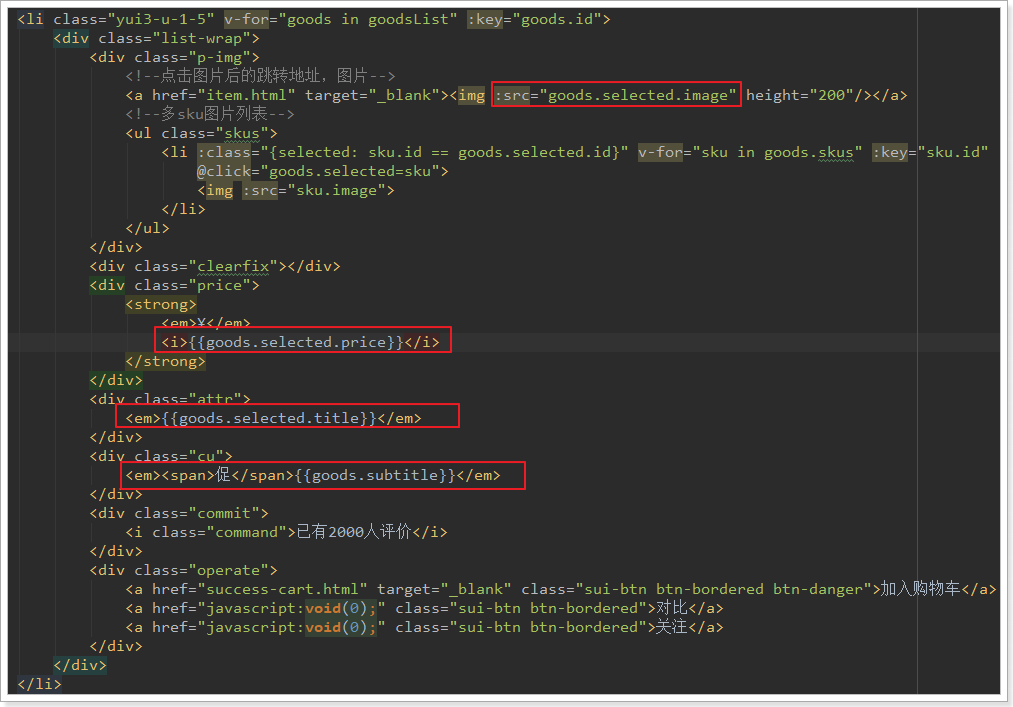 <li class="yui3-u-1-5" v-for="goods in goodsList" :key="goods.id">
<div class="list-wrap">
<div class="p-img">
<!--点击图片后的跳转地址，图片-->
<a href="item.html" target="_blank"><img :src="goods.selected.image" height="200"/></a>
<!--多sku图片列表-->
<ul class="skus">
<li :class="{selected: sku.id == goods.selected.id}" v-for="sku in goods.skus" :key="sku.id"
@click="goods.selected=sku">
<img :src="sku.image">
</li>
</ul>
</div>
<div class="clearfix"></div>
<div class="price">
<strong>
<em>¥</em>
<i>{{goods.selected.price}}</i>
</strong>
</div>
<div class="attr">
<em>{{goods.selected.title}}</em>
</div>
<div class="cu">
<em><span>促</span>{{goods.subtitle}}</em>
</div>
<div class="commit">
<i class="command">已有2000人评价</i>
</div>
<div class="operate">
<a href="success-cart.html" target="_blank" class="sui-btn btn-bordered btn-danger">加入购物车</a>
<a href="javascript:void(0);" class="sui-btn btn-bordered">对比</a>
<a href="javascript:void(0);" class="sui-btn btn-bordered">关注</a>
</div>
</div>
</li>